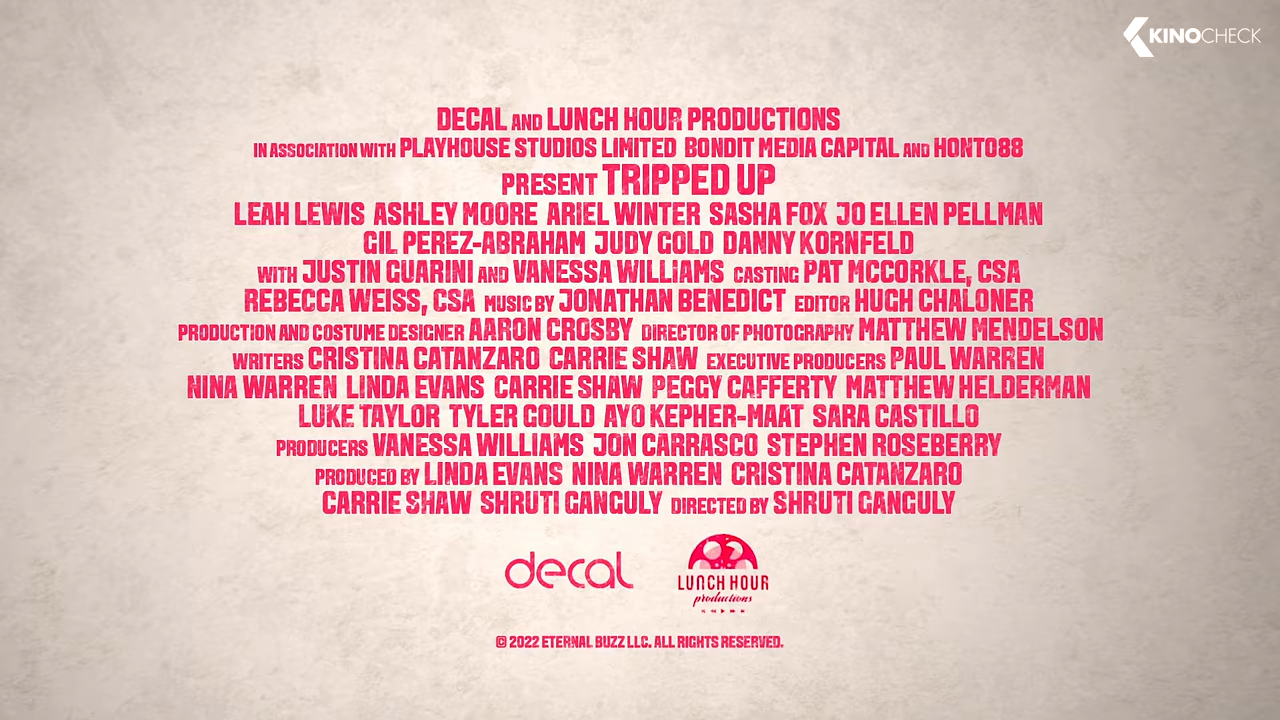 KINOCHECK
DECAL AND LUNCH HOUR PRODUCTIONS
IN ASSOCIATION WITH PLAYHOUSE STUDIOS LIMITED BONDIT MEDIA CAPITAL AND HONTO88
PRESENT TRIPPED UP
LEAH LEWIS ASHLEY MOORE ARIEL WINTER SASHA FOX JO ELLEN PELLMAN
GIL PEREZ-ABRAHAM JUDY GOLD DANNY KORNFELD
WITH JUSTIN GUARINI AND VANESSA WILLIAMS CASTING PAT MCCORKLE, CSA
REBECCA WEISS, CSA MUSIC BY JONATHAN BENEDICT EDITOR HUGH CHALONER
PRODUCTION AND COSTUME DESIGNER AARON CROSBY DIRECTOR OF PHOTOGRAPHY MATTHEW MENDELSON
WRITERS CRISTINA CATANZARO CARRIE SHAW EXECUTIVE PRODUCERS PAUL WARREN
NINA WARREN LINDA EVANS CARRIE SHAW PEGGY CAFFERTY MATTHEW HELDERMAN
LUKE TAYLOR TYLER GOULD AYO KEPHER-MAAT SARA CASTILLO
PRODUCERS VANESSA WILLIAMS JON CARRASCO STEPHEN ROSEBERRY
PRODUCED BY LINDA EVANS NINA WARREN CRISTINA CATANZARO
CARRIE SHAW SHRUTI GANGULY DIRECTED BY SHRUTI GANGULY
decal
LUNCH HOUR
productions
© 2022 ETERNAL BUZZ LLC. ALL RIGHTS RESERVED.